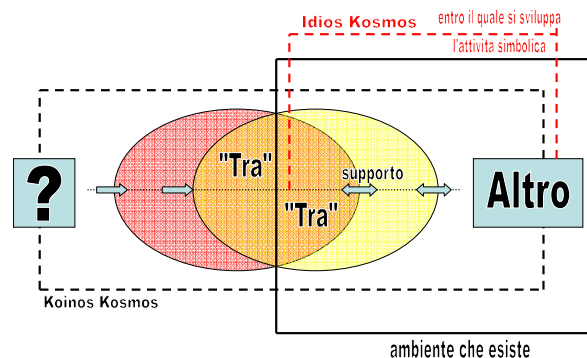 Idios Kosmos
entro il quale si sviluppa
l'attività simbolica
"Tra"
supporto
?
Altro
"Tra"
Koinos Kosmos
ambiente che esiste